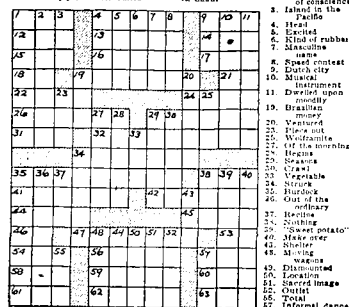 of conscience
3. Island in the
Pacific
4. Head
5. Excited
6. Kind of rubber
7. Masculine
name
8. Speed contest
9. Dutch city
10. Musical
instrument
11. Dwelled upon
moodily
19. Brazilian
money
20. Ventured
23. Piece out
25. Wolframite
27. Of the morning
28. Begins
29. Seasons
30. Crawl
33. Vegetable
34. Struck
35. Burdock
36. Out of the
ordinary
37. Recline
38. Nothing
39. "Sweet potato"
40. Make over
43. Shelter
48. Moving
wagons
49. Dismounted
50. Location
51. Sacred image
52. Outlet
55. Total
57. Informal dance
1 2 3 4 5 6 7 8 9 10 11
12 13 14
15 16 17
18 19 20 21
22 23 24 25
26 27 28 29 30
31 32 33
34
35 36 37 38 39 40
41 42 43
44 45
46 47 48 49 50 51 52 53
54 55 56 57
58 59 60
61 62 63